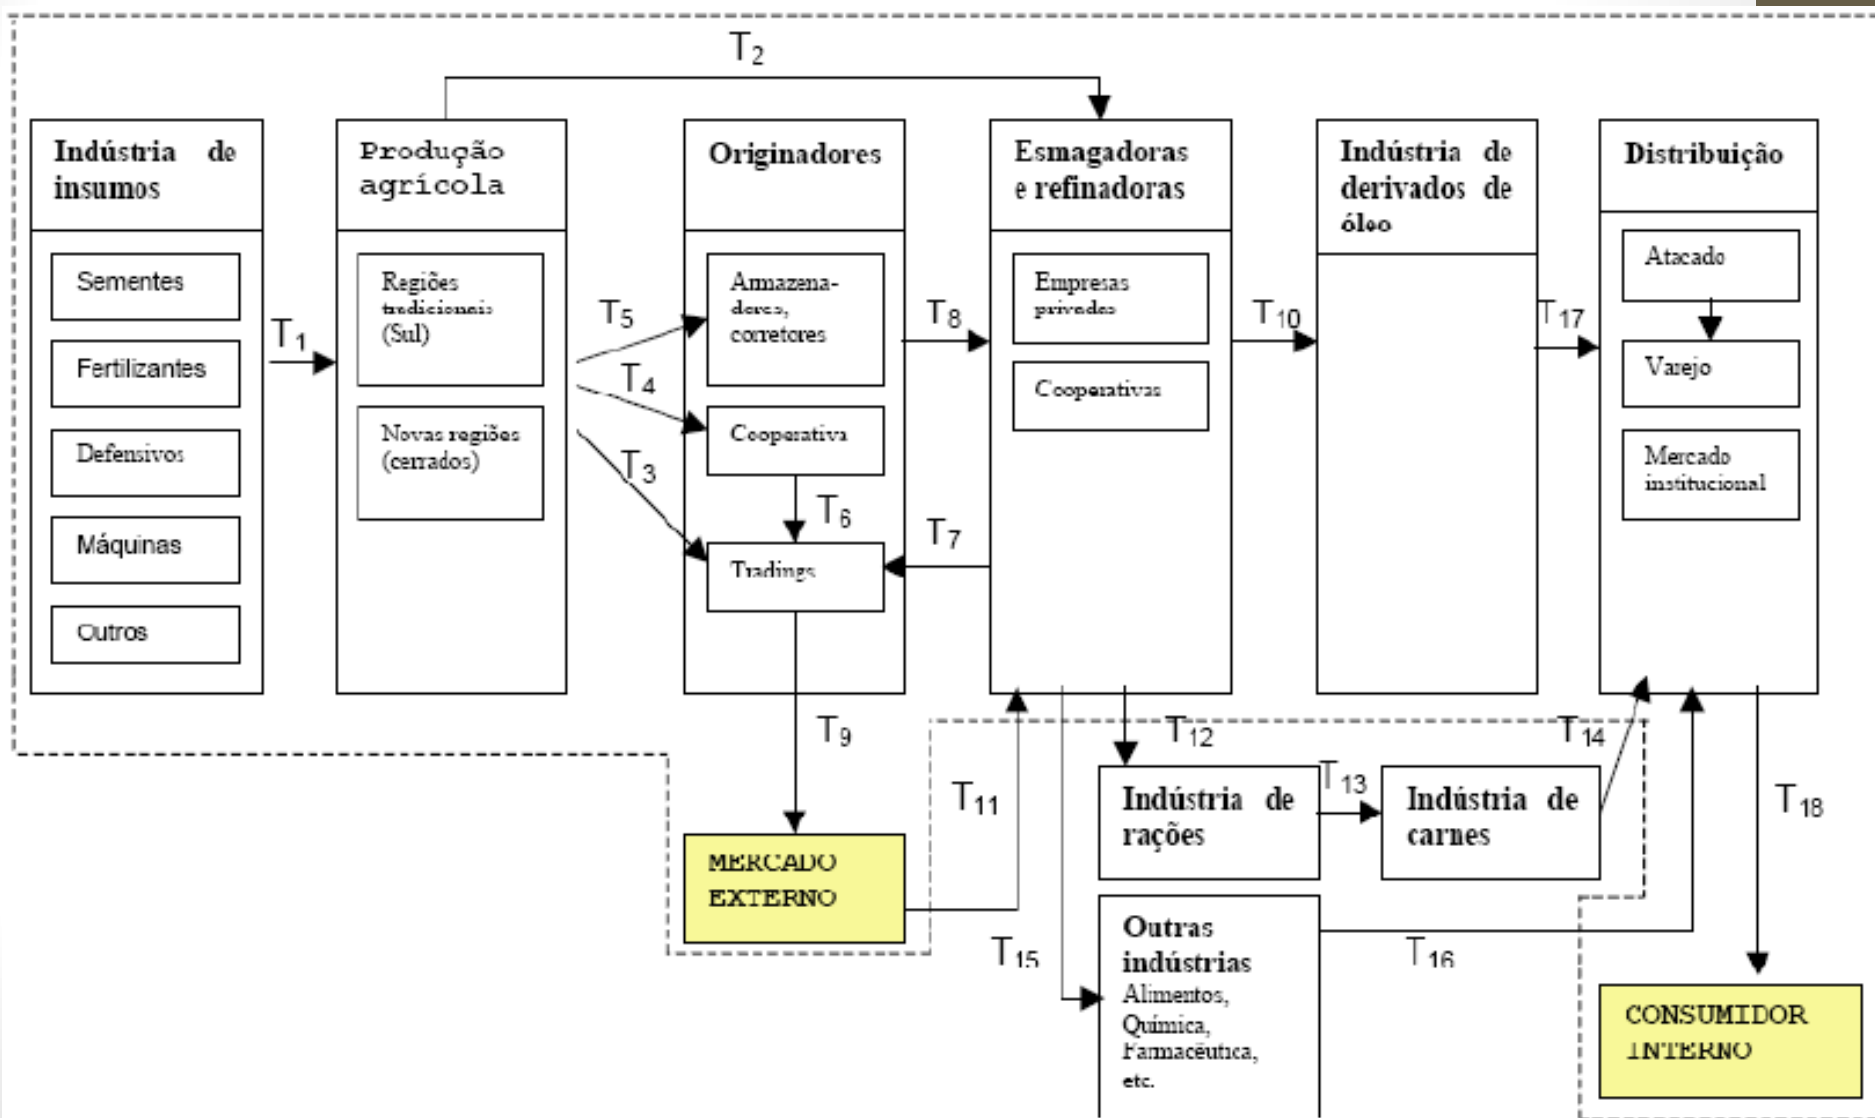 T2
Indústria de
insumos
Sementes
Fertilizantes
Defensivos
Máquinas
Outros
T1
Produção
agrícola
Regiões
tradicionais
(Sul)
Novas regiões
(cerrados)
T5
T4
T3
Originadores
Armazena-
dores,
corretores
Cooperativa
T6
Tradings
T8
T7
Esmagadoras
e refinadoras
Empresas
privadas
Cooperativas
T10
Indústria de
derivados de
óleo
T17
Distribuição
Atacado
Varejo
Mercado
institucional
T9
T11
T12
T14
T13
T18
MERCADO
EXTERNO
Indústria de
rações
Indústria de
carnes
T15
T16
Outras
indústrias
Alimentos,
Química,
Farmacêutica,
etc.
CONSUMIDOR
INTERNO